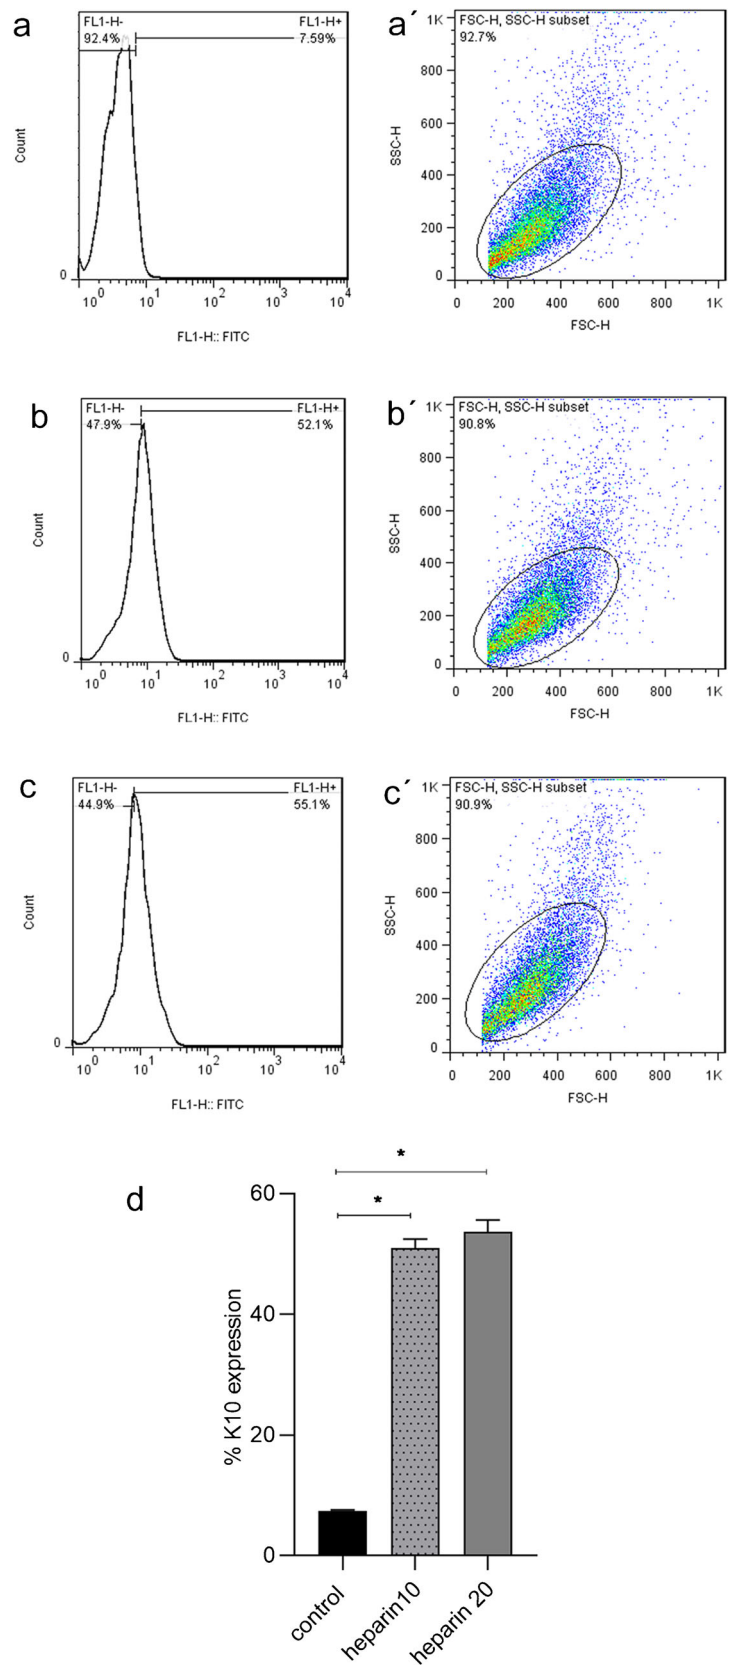 a
FL1-H-
92.4%
FL1-H+
7.59%
Count
0
10^0 10^1 10^2 10^3 10^4
FL1-H:: FITC
a´
FSC-H, SSC-H subset
92.7%
SSC-H
1K
800
600
400
200
0
0 200 400 600 800 1K
FSC-H
b
FL1-H-
47.9%
FL1-H+
52.1%
Count
0
10^0 10^1 10^2 10^3 10^4
FL1-H:: FITC
b´
FSC-H, SSC-H subset
90.8%
SSC-H
1K
800
600
400
200
0
0 200 400 600 800 1K
FSC-H
c
FL1-H-
44.9%
FL1-H+
55.1%
Count
0
10^0 10^1 10^2 10^3 10^4
FL1-H:: FITC
c´
FSC-H, SSC-H subset
90.9%
SSC-H
1K
800
600
400
200
0
0 200 400 600 800 1K
FSC-H
d
*
*
% K10 expression
60
40
20
0
control
heparin10
heparin 20